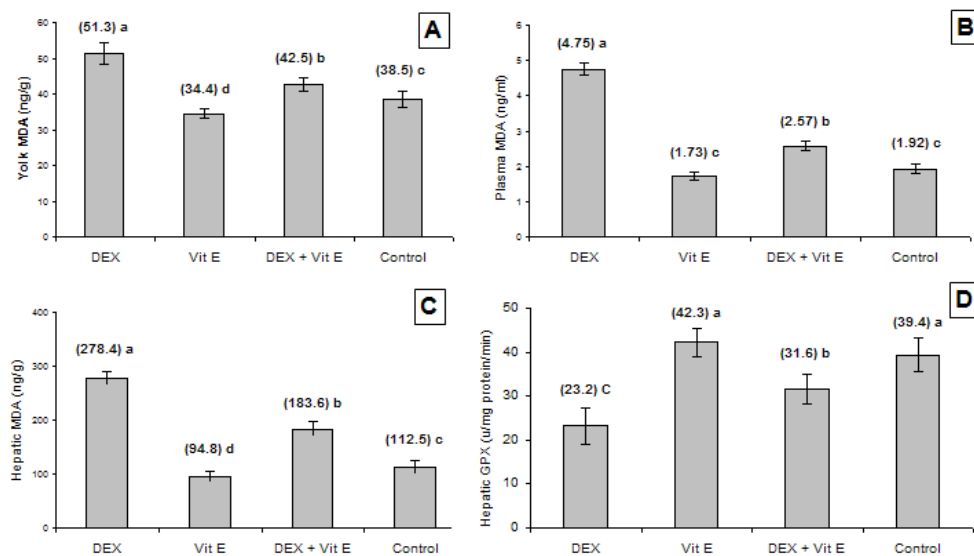 A
Yolk MDA (ng/g)
60
50
40
30
20
10
0
(51.3) a
(34.4) d
(42.5) b
(38.5) c
DEX
Vit E
DEX + Vit E
Control
B
Plasma MDA (ng/ml)
6
5
4
3
2
1
0
(4.75) a
(1.73) c
(2.57) b
(1.92) c
DEX
Vit E
DEX + Vit E
Control
C
Hepatic MDA (ng/g)
400
300
200
100
0
(278.4) a
(94.8) d
(183.6) b
(112.5) c
DEX
Vit E
DEX + Vit E
Control
D
Hepatic GPX (u/mg protein/min)
50
40
30
20
10
0
(23.2) C
(42.3) a
(31.6) b
(39.4) a
DEX
Vit E
DEX + Vit E
Control